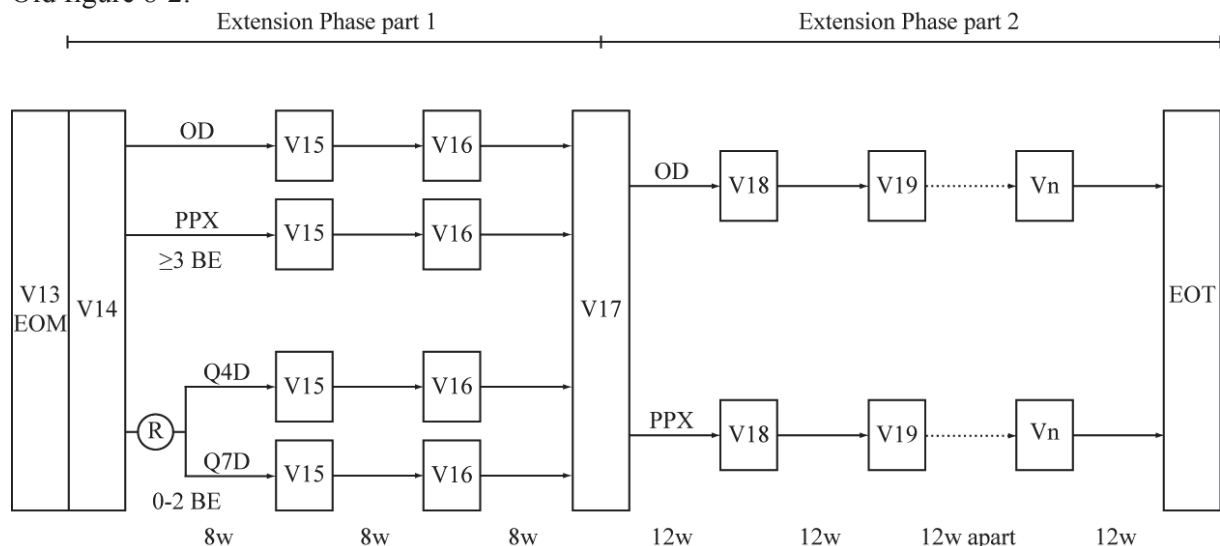 Old figure 8-2:
Extension Phase part 1
Extension Phase part 2
OD
V15
V16
PPX
≥3 BE
V15
V16
V13
EOM
V14
V17
OD
V18
V19
Vn
EOT
Q4D
V15
V16
R
Q7D
V15
V16
0-2 BE
PPX
V18
V19
Vn
8w
8w
8w
12w
12w
12w apart
12w